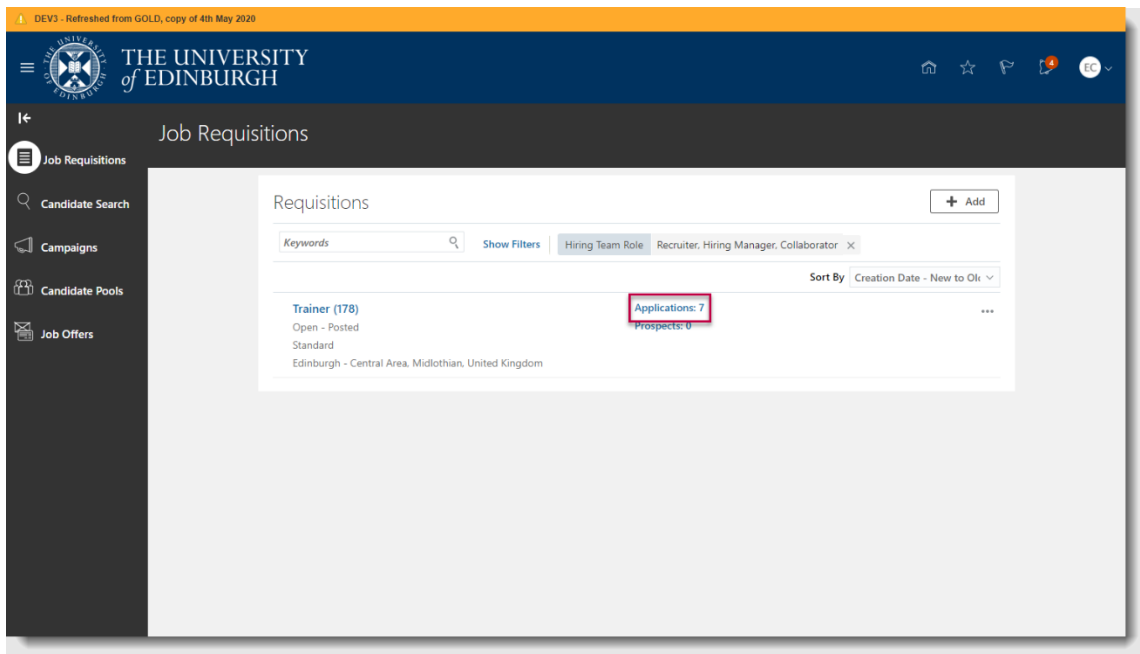 DEV3 - Refreshed from GOLD, copy of 4th May 2020
THE UNIVERSITY
of EDINBURGH
4
EC
Job Requisitions
Job Requisitions
Candidate Search
Campaigns
Candidate Pools
Job Offers
Requisitions
Add
Keywords
Show Filters
Hiring Team Role Recruiter, Hiring Manager, Collaborator
Sort By Creation Date - New to Ol
Trainer (178)
Applications: 7
Open - Posted
Prospects: 0
Standard
Edinburgh - Central Area, Midlothian, United Kingdom